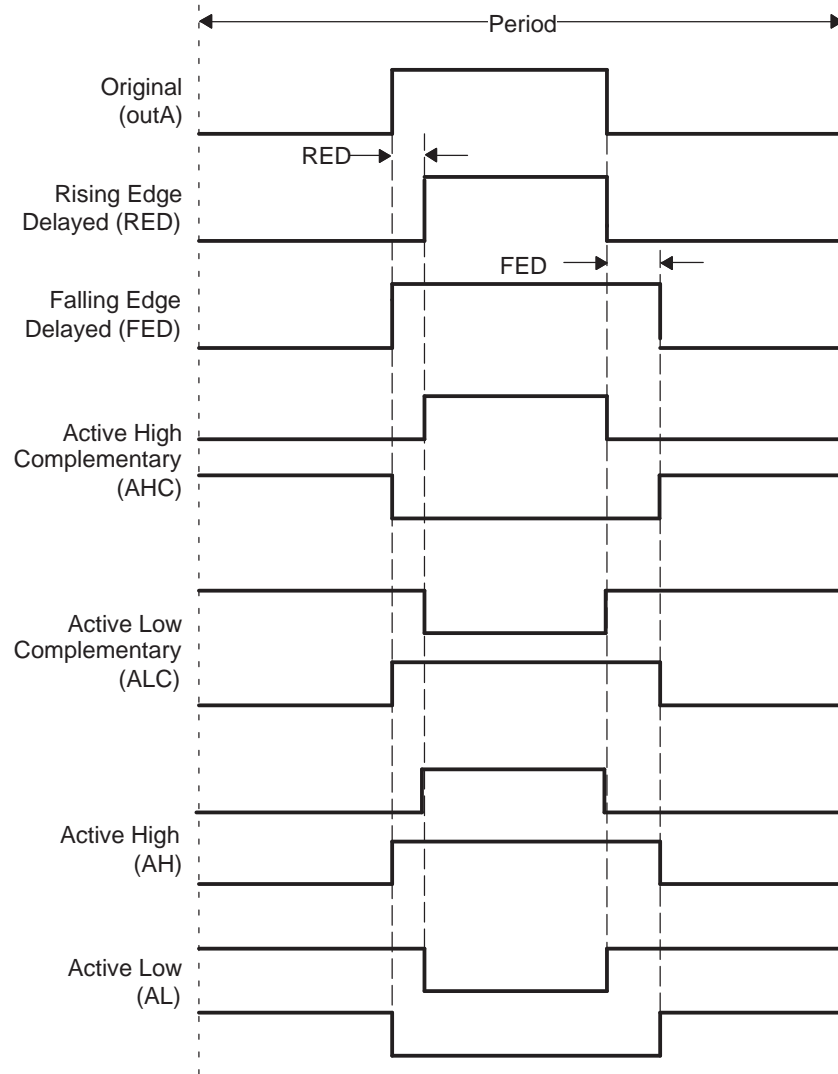 Period
Original
(outA)
RED
Rising Edge
Delayed (RED)
FED
Falling Edge
Delayed (FED)
Active High
Complementary
(AHC)
Active Low
Complementary
(ALC)
Active High
(AH)
Active Low
(AL)